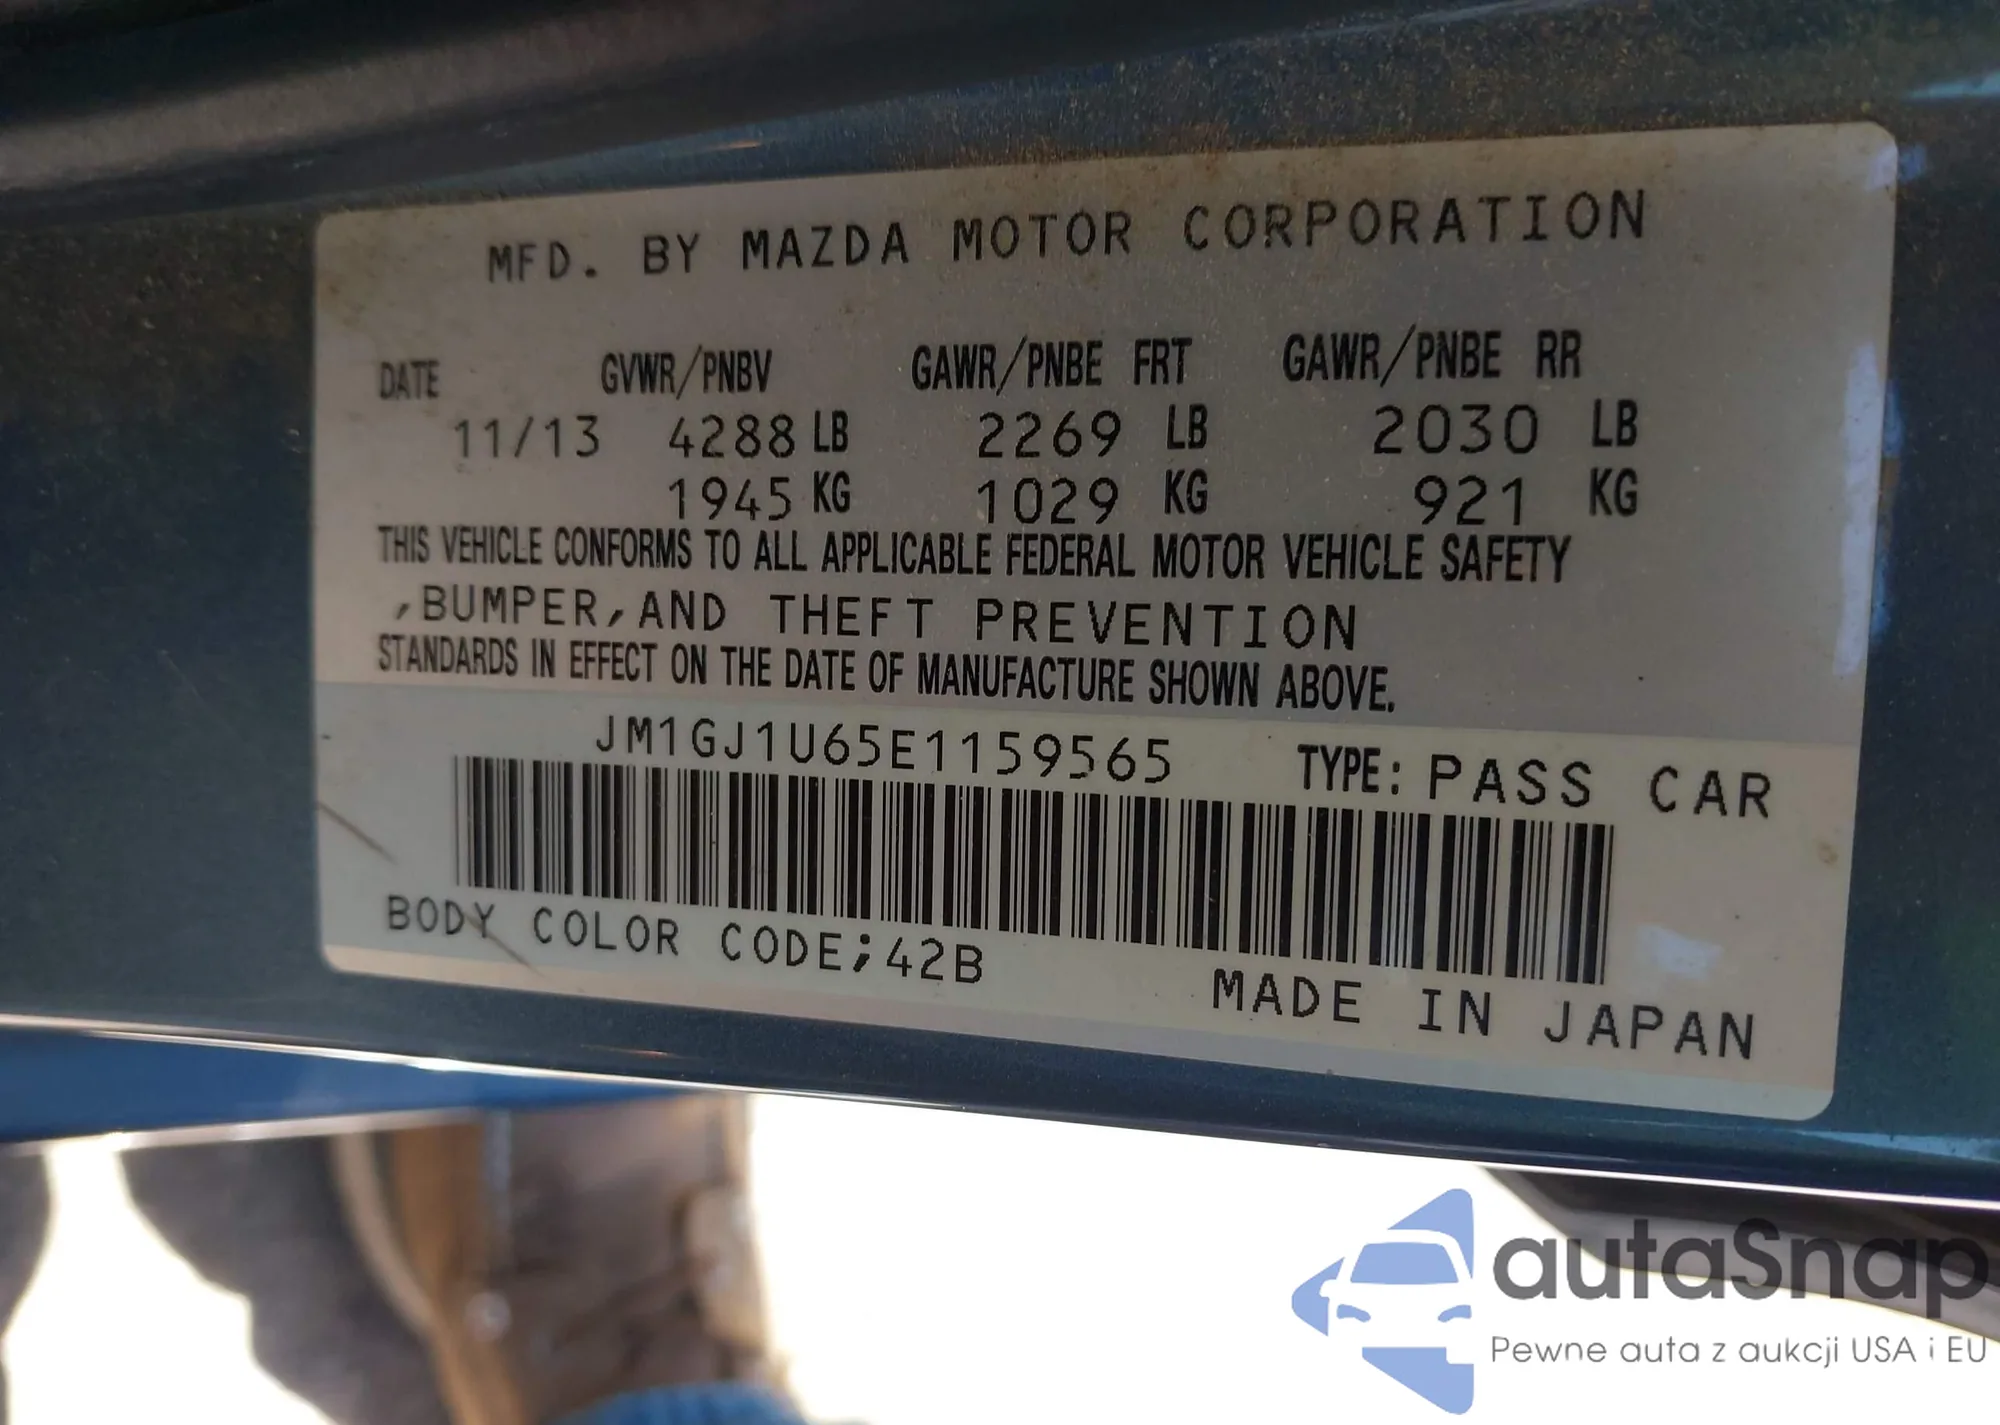 MFD. BY MAZDA MOTOR CORPORATION
DATE GVWR/PNBV GAWR/PNBE FRT GAWR/PNBE RR
11/13 4288 LB 2269 LB 2030 LB
1945 KG 1029 KG 921 KG
THIS VEHICLE CONFORMS TO ALL APPLICABLE FEDERAL MOTOR VEHICLE SAFETY
,BUMPER,AND THEFT PREVENTION
STANDARDS IN EFFECT ON THE DATE OF MANUFACTURE SHOWN ABOVE.
JM1GJ1U65E1159565 TYPE: PASS CAR
BODY COLOR CODE;42B
MADE IN JAPAN
autaSnap
Pewne auta z aukcji USA i EU